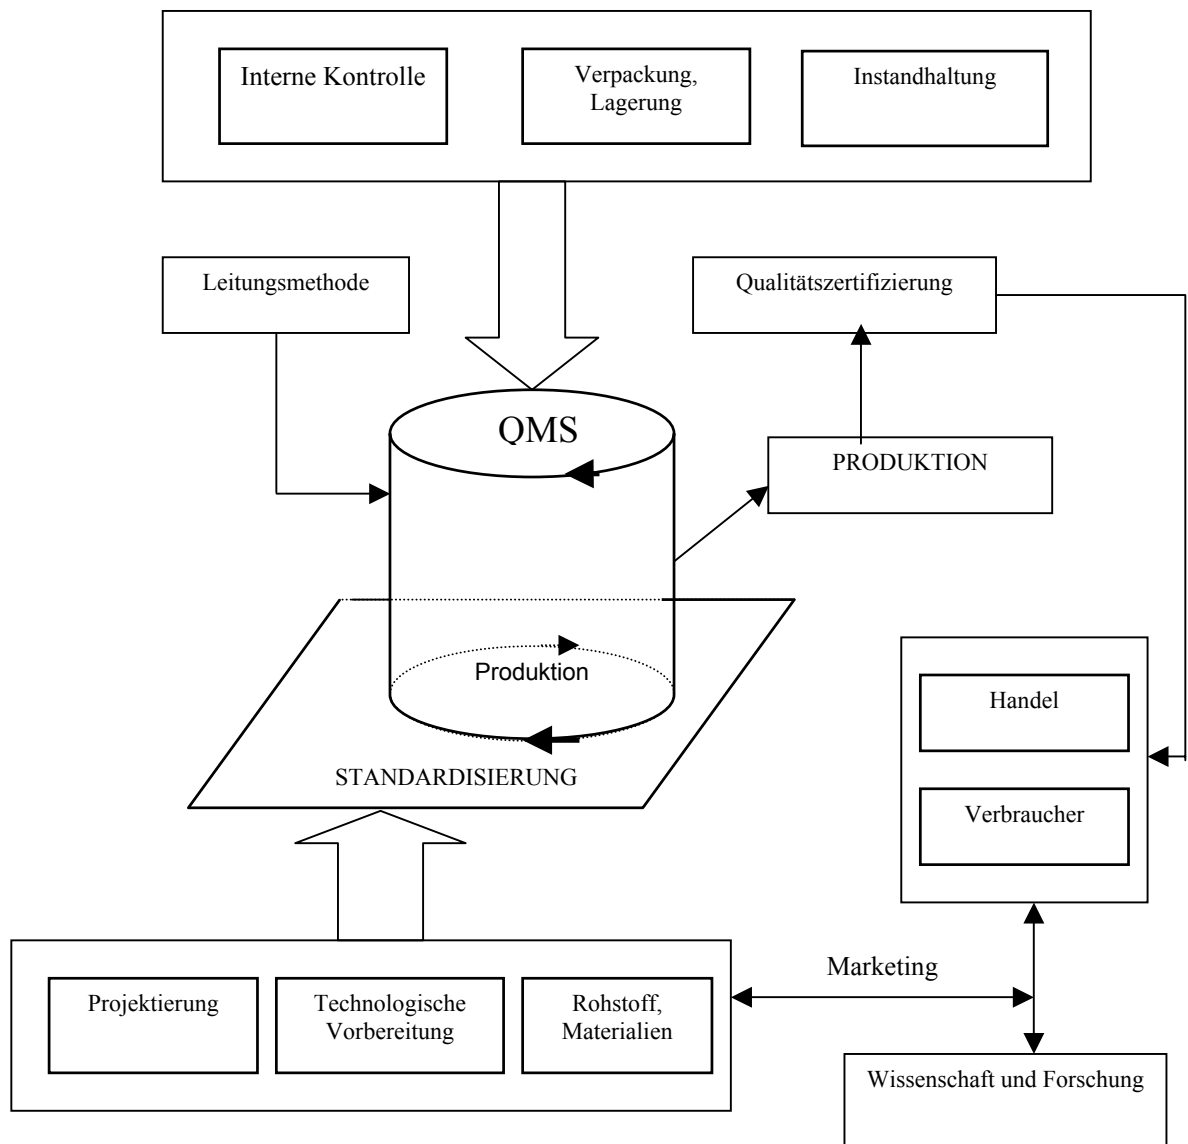 Interne Kontrolle
Verpackung,
Lagerung
Instandhaltung
Leitungsmethode
Qualitätszertifizierung
QMS
PRODUKTION
Produktion
STANDARDISIERUNG
Handel
Verbraucher
Marketing
Projektierung
Technologische
Vorbereitung
Rohstoff,
Materialien
Wissenschaft und Forschung